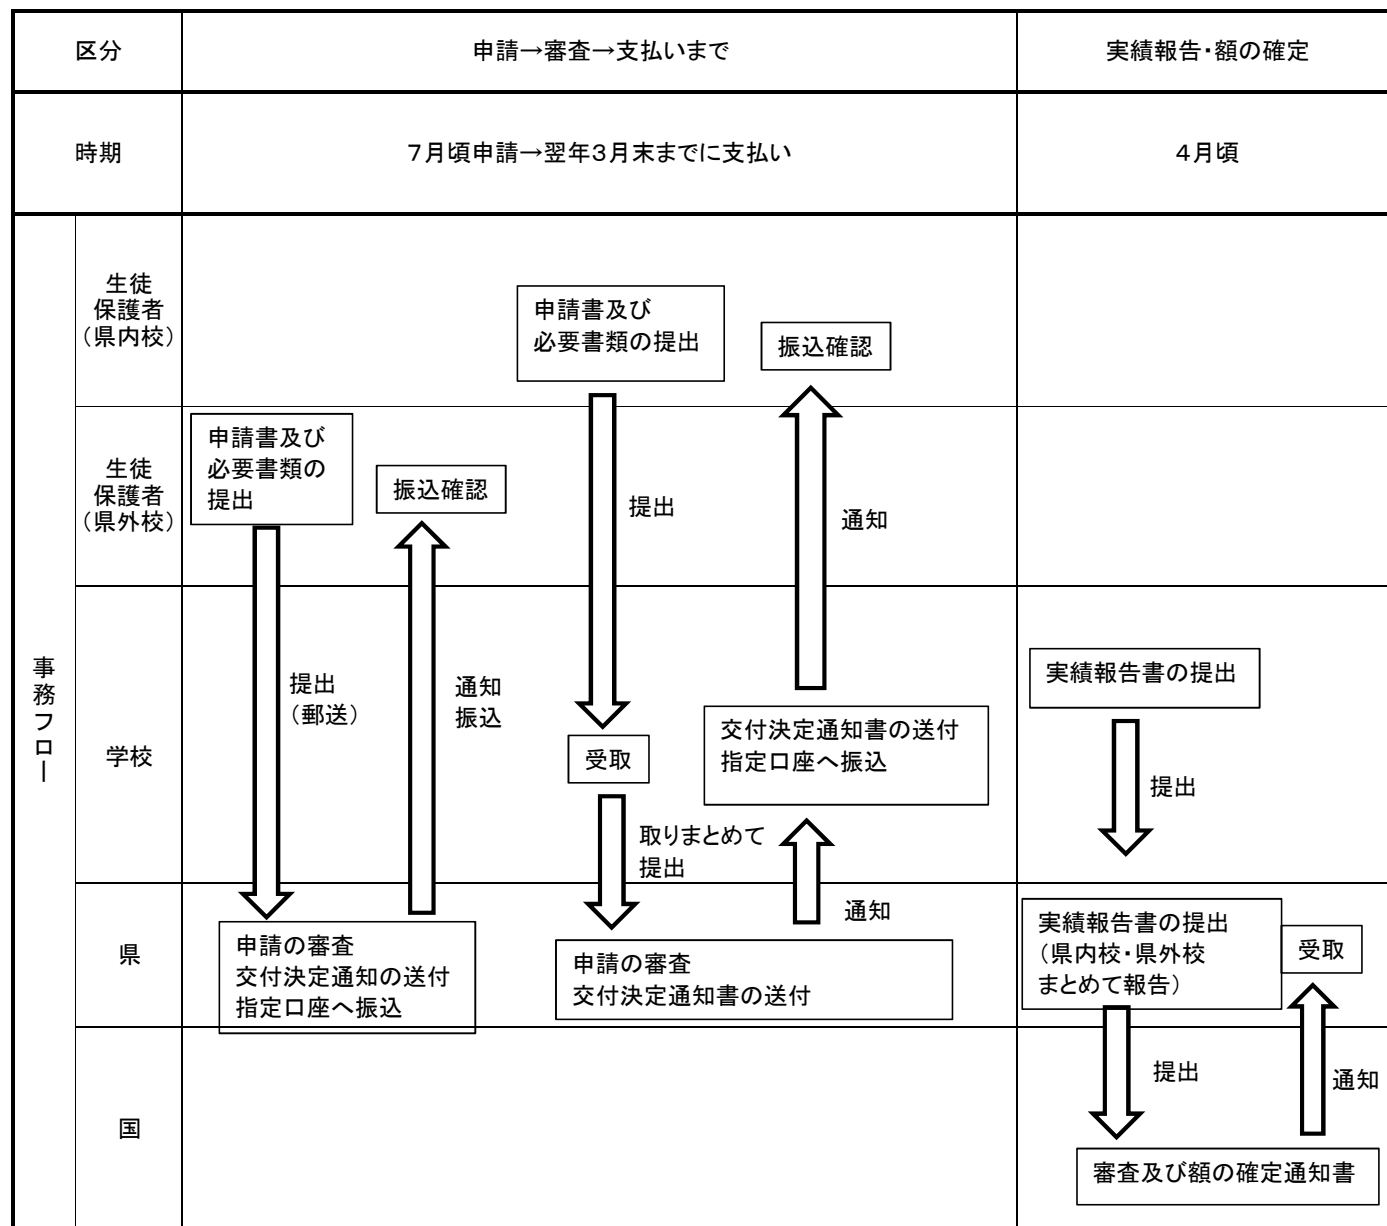 区分
申請→審査→支払いまで
実績報告・額の確定
時期
7月頃申請→翌年3月末までに支払い
4月頃
事務フロー
生徒
保護者
（県内校）
申請書及び
必要書類の提出
振込確認
生徒
保護者
（県外校）
申請書及び
必要書類の
提出
振込確認
提出
通知
学校
提出
（郵送）
通知
振込
受取
取りまとめて
提出
交付決定通知書の送付
指定口座へ振込
通知
実績報告書の提出
提出
県
申請の審査
交付決定通知の送付
指定口座へ振込
申請の審査
交付決定通知書の送付
実績報告書の提出
（県内校・県外校
まとめて報告）
受取
国
提出
通知
審査及び額の確定通知書